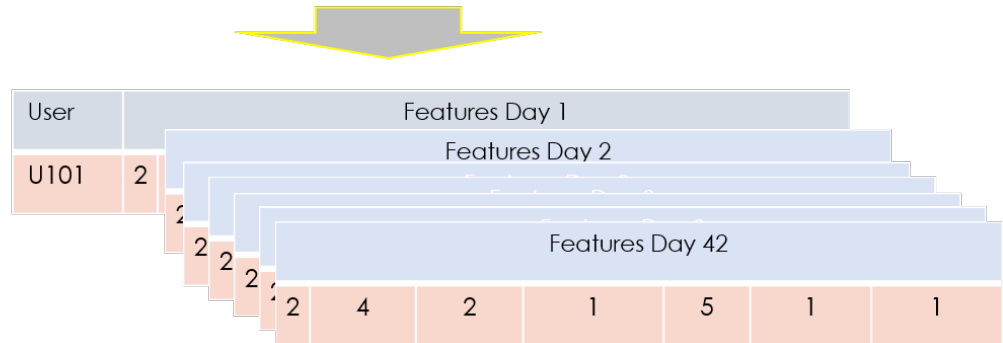 User Features Day 1
Features Day 2
U101 2
2
2
2
2
Features Day 42
2 4 2 1 5 1 1